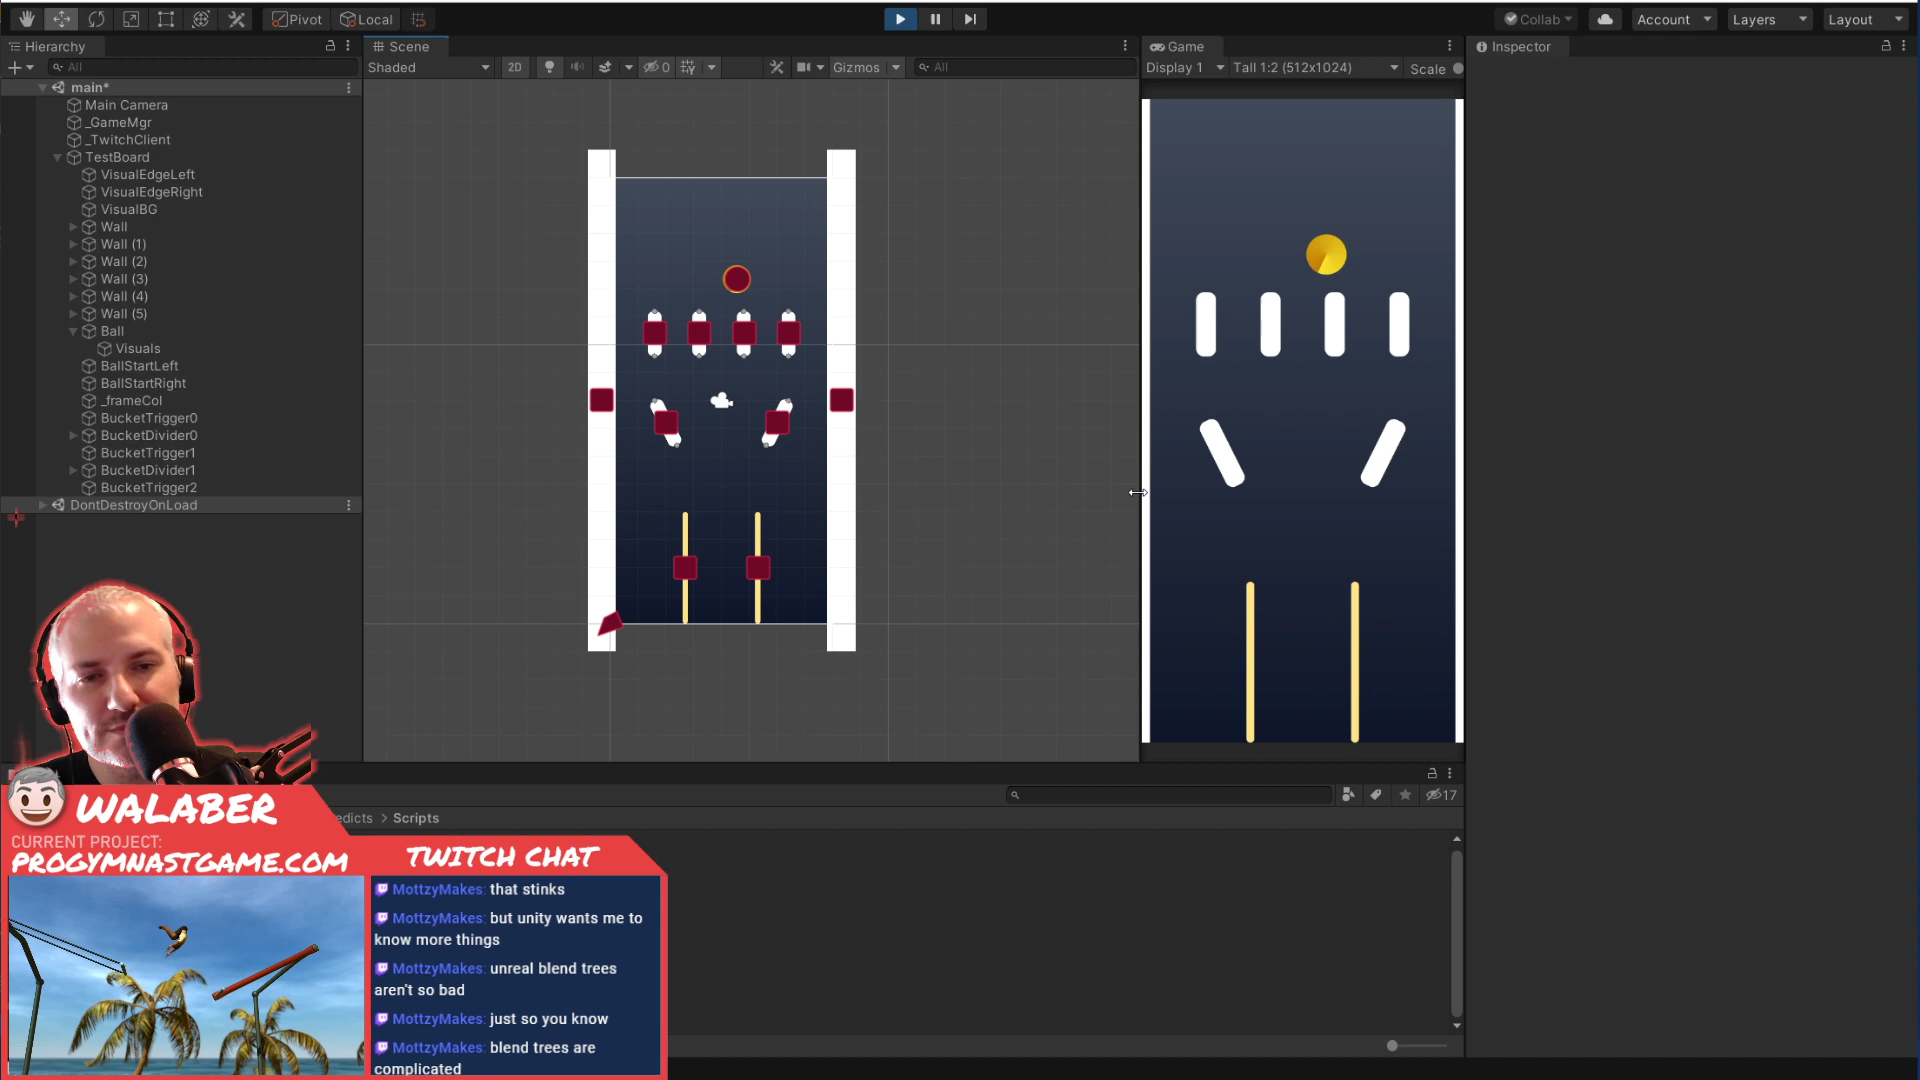 Pivot
Local
Collab
Account
Layers
Layout
Hierarchy
Scene
Game
Inspector
All
Shaded
2D
0
Gizmos
All
Display 1
Tall 1:2 (512x1024)
Scale
main*
Main Camera
_GameMgr
_TwitchClient
TestBoard
VisualEdgeLeft
VisualEdgeRight
VisualBG
Wall
Wall (1)
Wall (2)
Wall (3)
Wall (4)
Wall (5)
Ball
Visuals
BallStartLeft
BallStartRight
_frameCol
BucketTrigger0
BucketDivider0
BucketTrigger1
BucketDivider1
BucketTrigger2
DontDestroyOnLoad
17
edicts > Scripts
WALABER
CURRENT PROJECT:
PROGYMNASTGAME.COM
TWITCH CHAT
MottzyMakes: that stinks
MottzyMakes: but unity wants me to
know more things
MottzyMakes: unreal blend trees
aren't so bad
MottzyMakes: just so you know
MottzyMakes: blend trees are
complicated